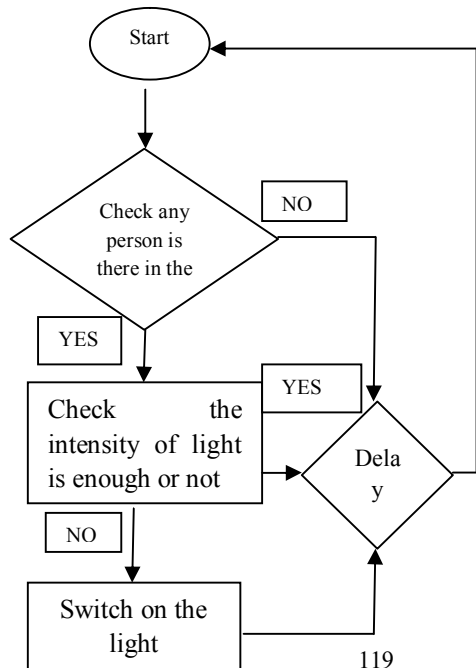 Start
NO
Check any
person is
there in the
YES
YES
Check the
intensity of light
is enough or not
Dela
y
NO
Switch on the
light
119